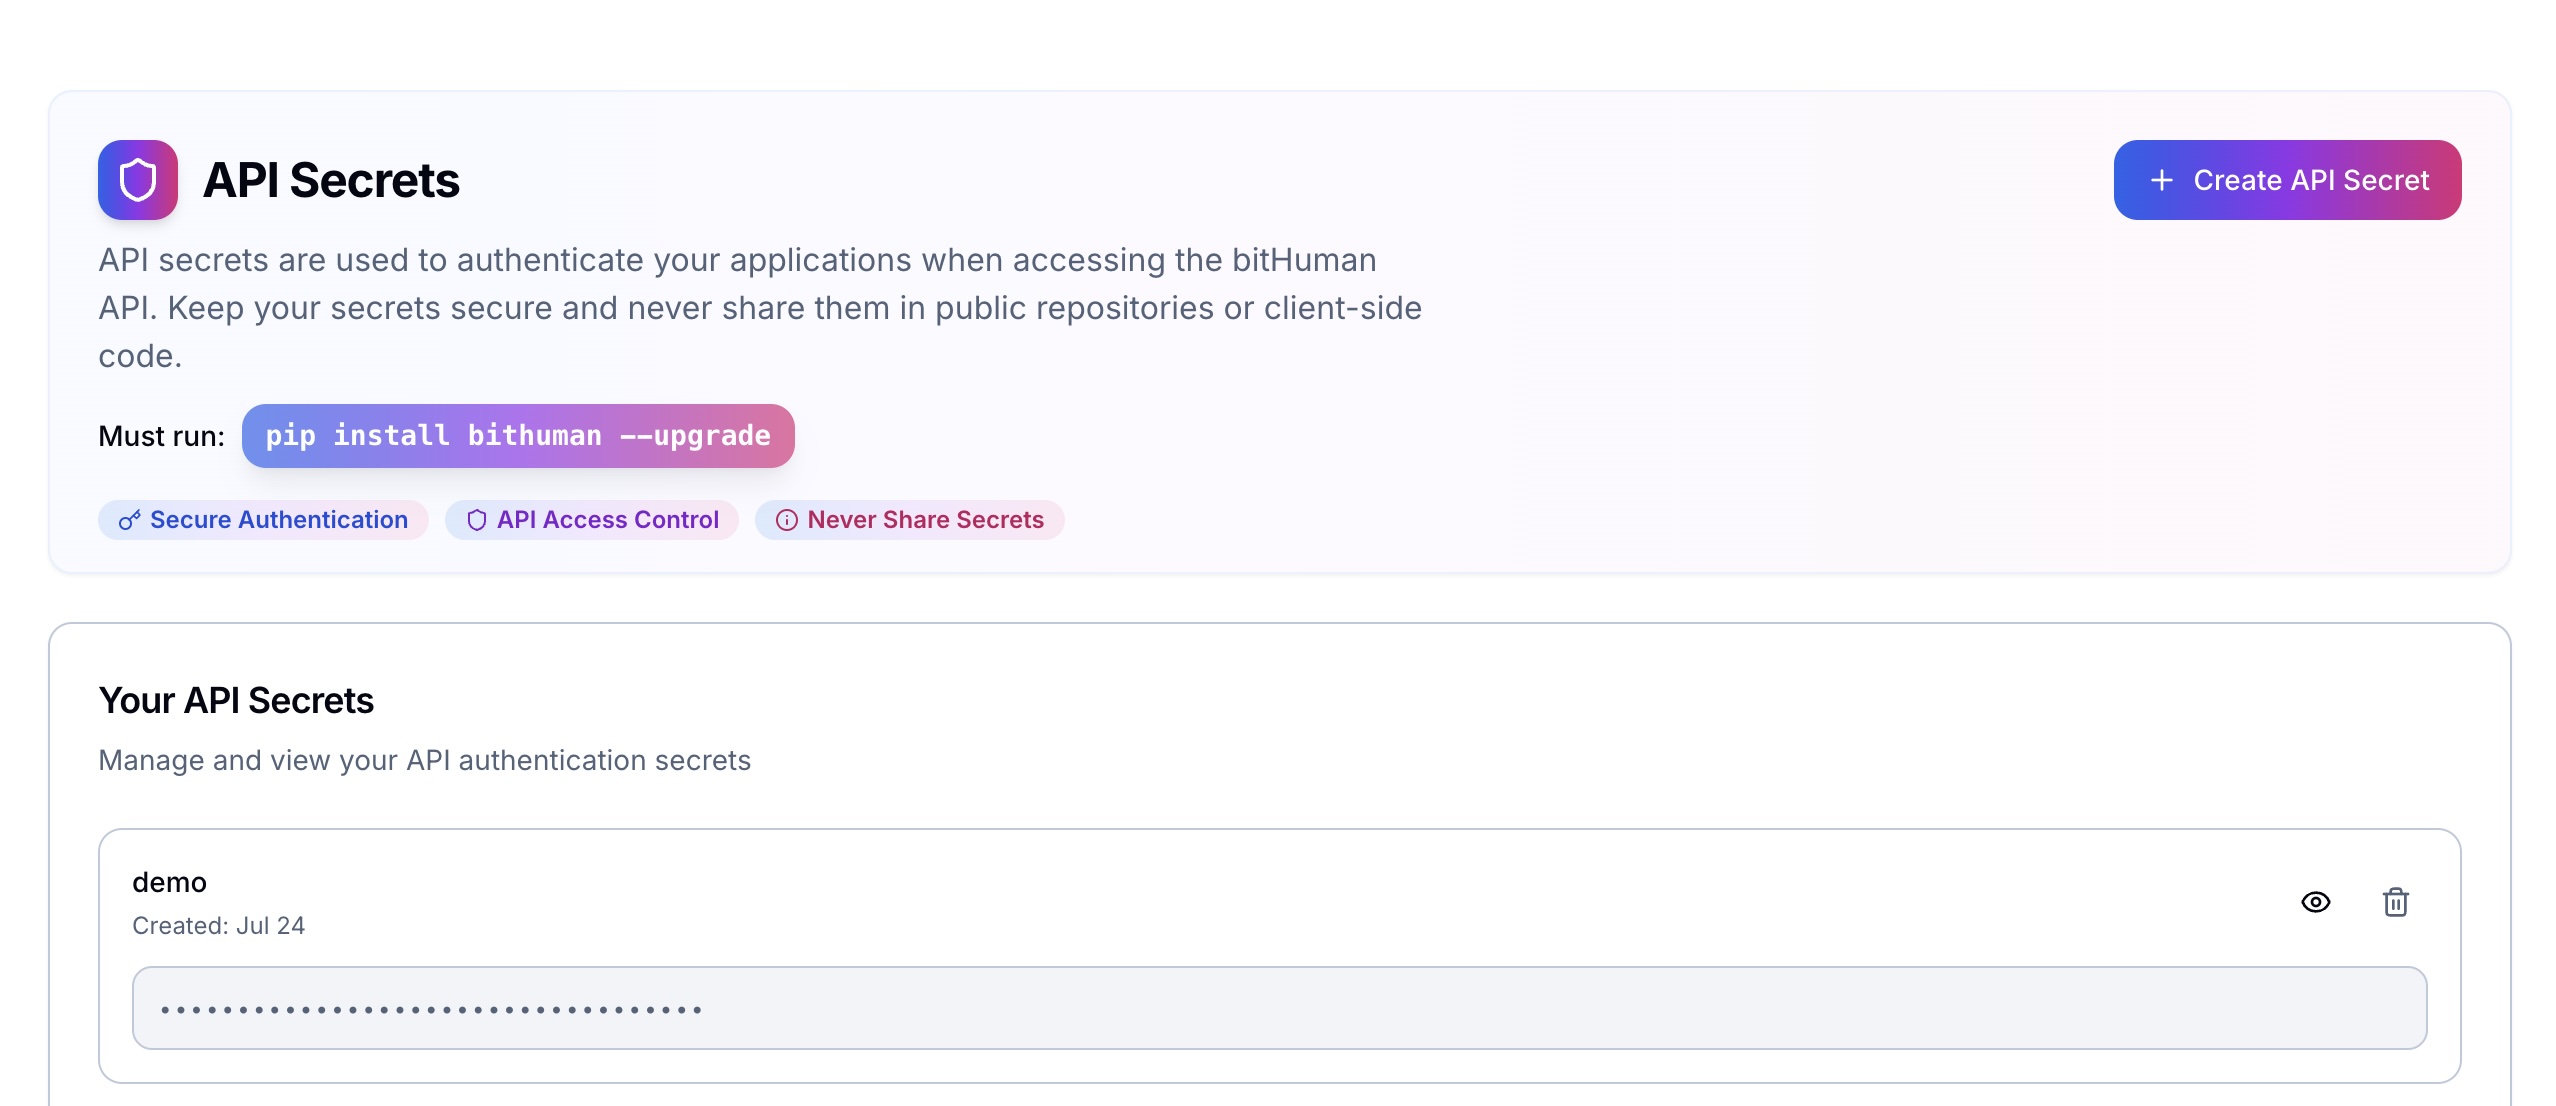 API Secrets
Create API Secret
API secrets are used to authenticate your applications when accessing the bitHuman
API. Keep your secrets secure and never share them in public repositories or client-side
code.
Must run: pip install bithuman --upgrade
Secure Authentication API Access Control Never Share Secrets
Your API Secrets
Manage and view your API authentication secrets
demo
Created: Jul 24
•••••••••••••••••••••••••••••••••••